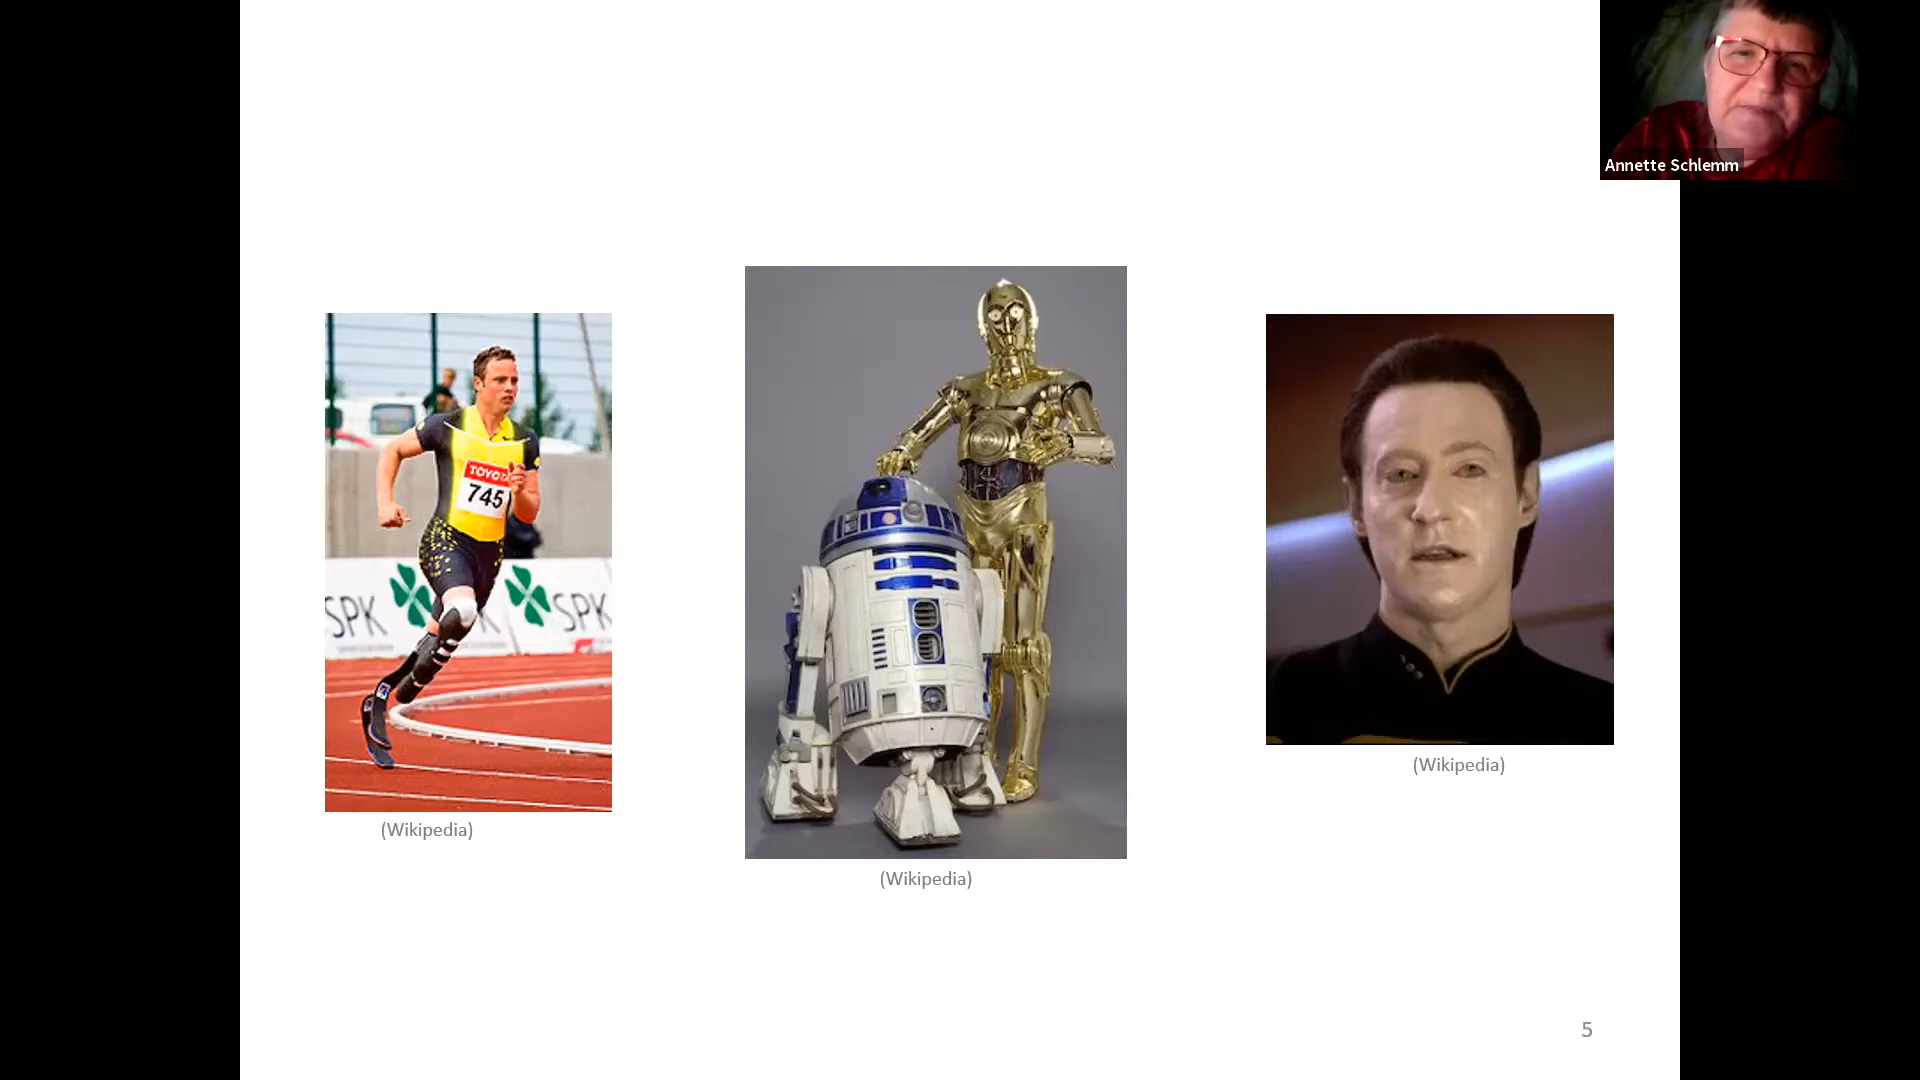 Annette Schlemm
TOYOTA
745
SPK
SPK
(Wikipedia)
(Wikipedia)
(Wikipedia)
5